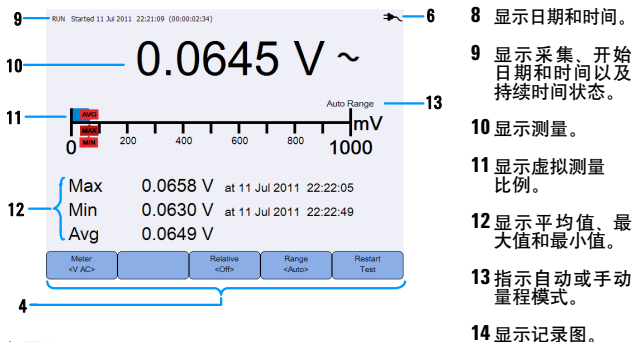 9 RUN Started 11 Jul 2011 22:21:09 (00:00:02:34) 6
10 0.0645 V ~
Auto Range 13
11 AVG
MAX
MIN
mV
0 200 400 600 800 1000
12
Max 0.0658 V at 11 Jul 2011 22:22:05
Min 0.0630 V at 11 Jul 2011 22:22:49
Avg 0.0649 V
Meter
<V AC>
Relative
<Off>
Range
<Auto>
Restart
Test
4
8 显示日期和时间。
9 显示采集、开始
日期和时间以及
持续时间状态。
10 显示测量。
11 显示虚拟测量
比例。
12 显示平均值、最
大值和最小值。
13 指示自动或手动
量程模式。
14 显示记录图。